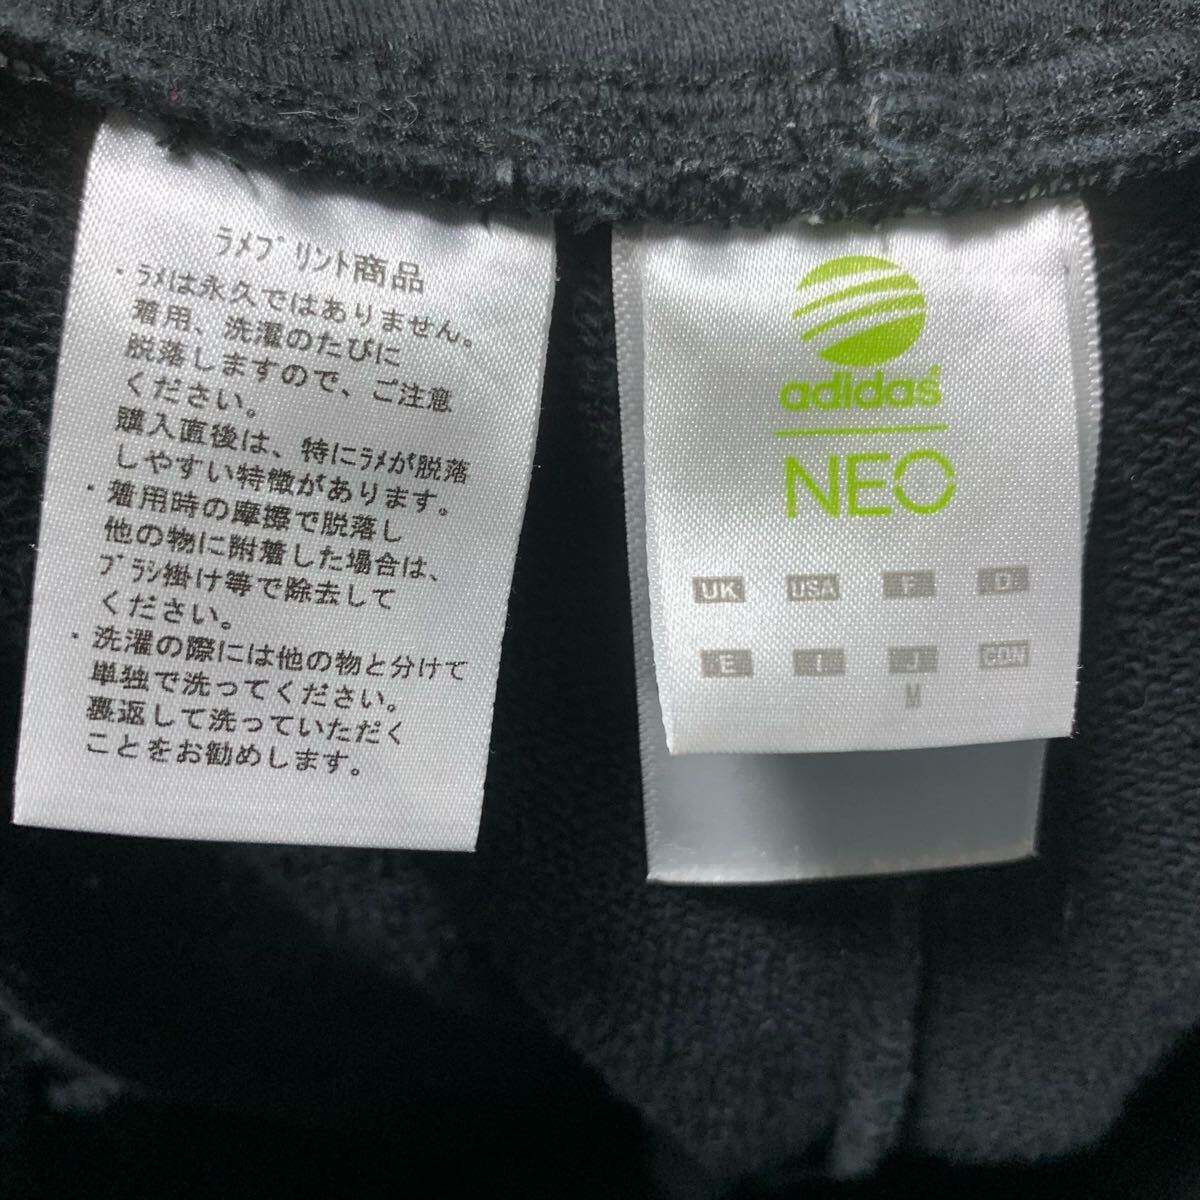 ﾗﾒﾌﾟﾘﾝﾄ商品
・ﾗﾒは永久ではありません。
着用、洗濯のたびに
脱落しますので、ご注意
ください。
購入直後は、特にﾗﾒが脱落
しやすい特徴があります。
・着用時の摩擦で脱落し
他の物に附着した場合は、
ﾌﾞﾗｼ掛け等で除去して
ください。
・洗濯の際には他の物と分けて
単独で洗ってください。
裏返して洗っていただく
ことをお勧めします。
adidas
NEO
UK USA F D
E I J CDN
M